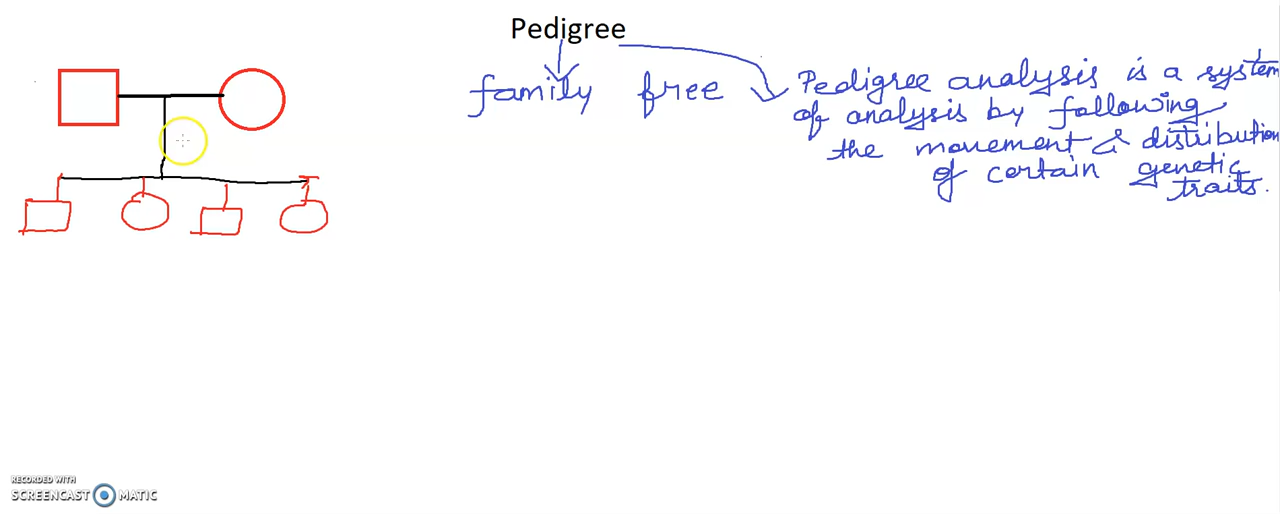 Pedigree
family free
Pedigree analysis is a system
of analysis by following
the movement & distribution
of certain genetic
traits.
RECORDED WITH
SCREENCAST MATIC